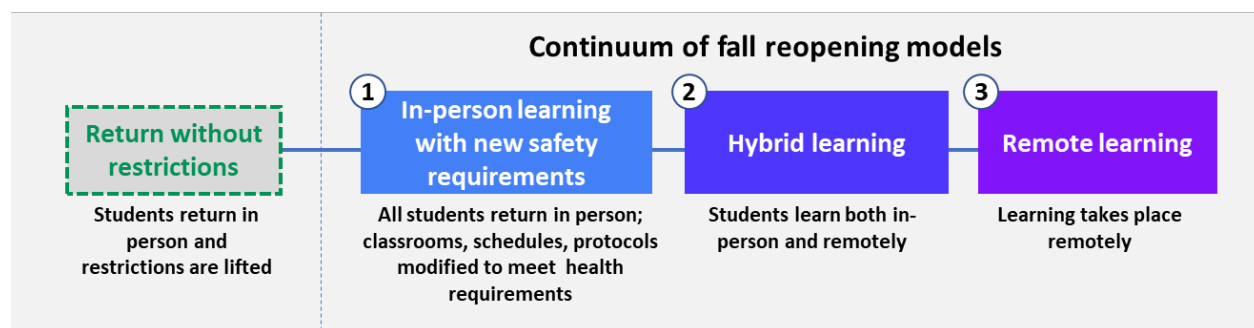 Continuum of fall reopening models
Return without
restrictions
Students return in
person and
restrictions are lifted
1
In-person learning
with new safety
requirements
All students return in person;
classrooms, schedules, protocols
modified to meet health
requirements
2
Hybrid learning
Students learn both in-
person and remotely
3
Remote learning
Learning takes place
remotely